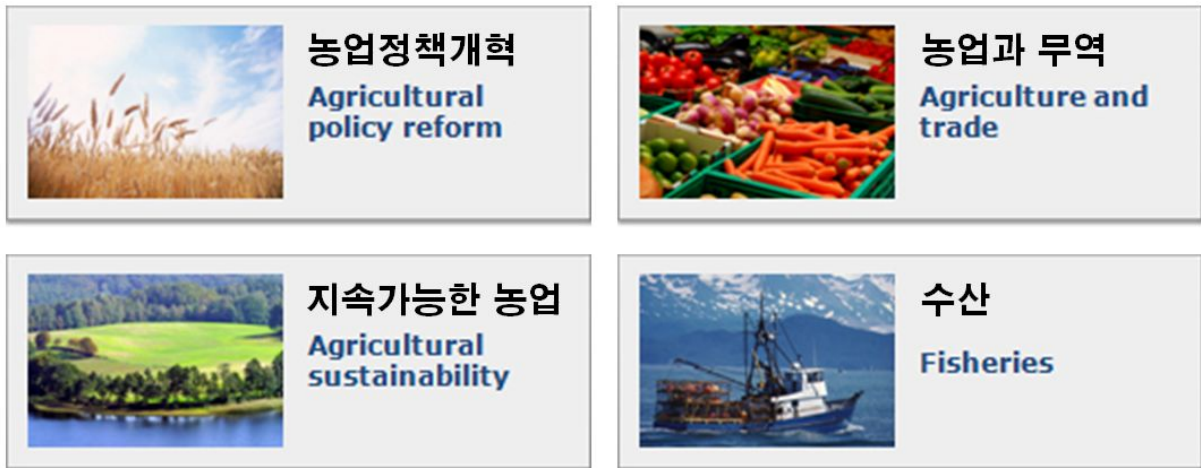 농업정책개혁
Agricultural
policy reform
농업과 무역
Agriculture and
trade
지속가능한 농업
Agricultural
sustainability
수산
Fisheries